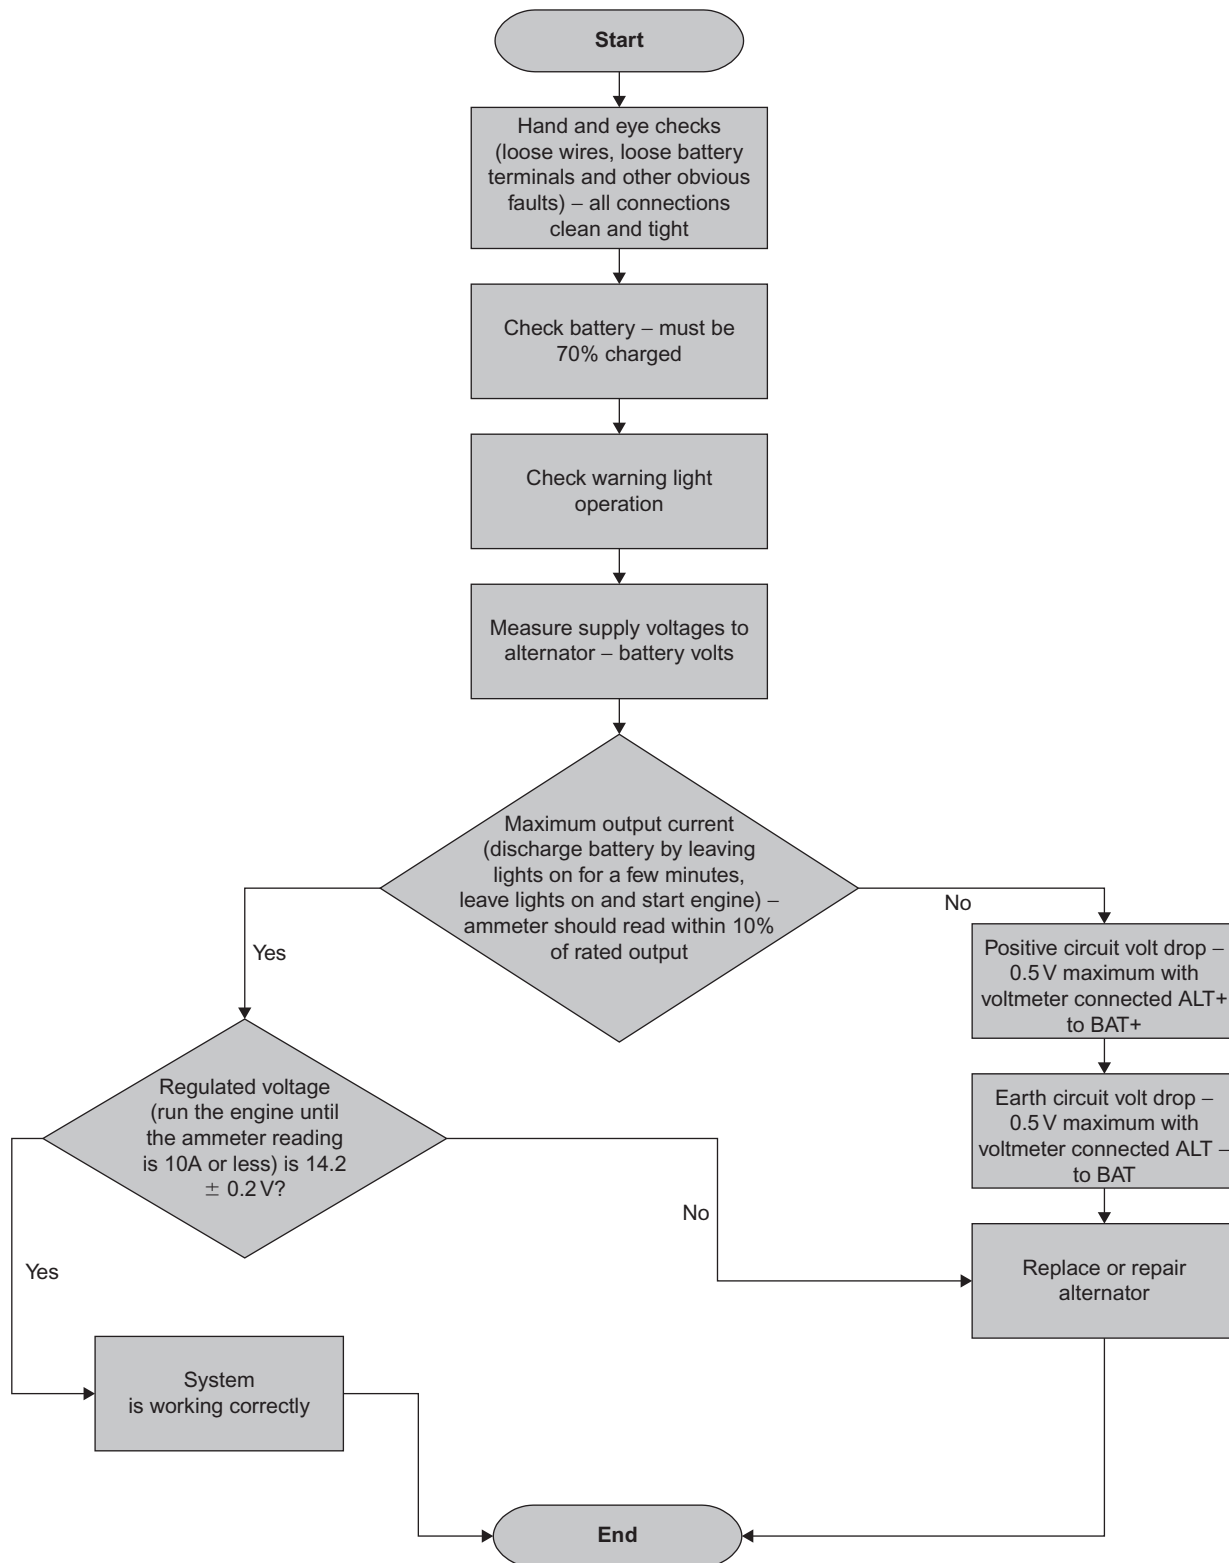 Start
Hand and eye checks
(loose wires, loose battery
terminals and other obvious
faults) – all connections
clean and tight
Check battery – must be
70% charged
Check warning light
operation
Measure supply voltages to
alternator – battery volts
Maximum output current
(discharge battery by leaving
lights on for a few minutes,
leave lights on and start engine) –
ammeter should read within 10%
of rated output
Yes
No
Positive circuit volt drop –
0.5 V maximum with
voltmeter connected ALT+
to BAT+
Regulated voltage
(run the engine until
the ammeter reading
is 10A or less) is 14.2
± 0.2 V?
Earth circuit volt drop –
0.5 V maximum with
voltmeter connected ALT –
to BAT
No
Yes
Replace or repair
alternator
System
is working correctly
End